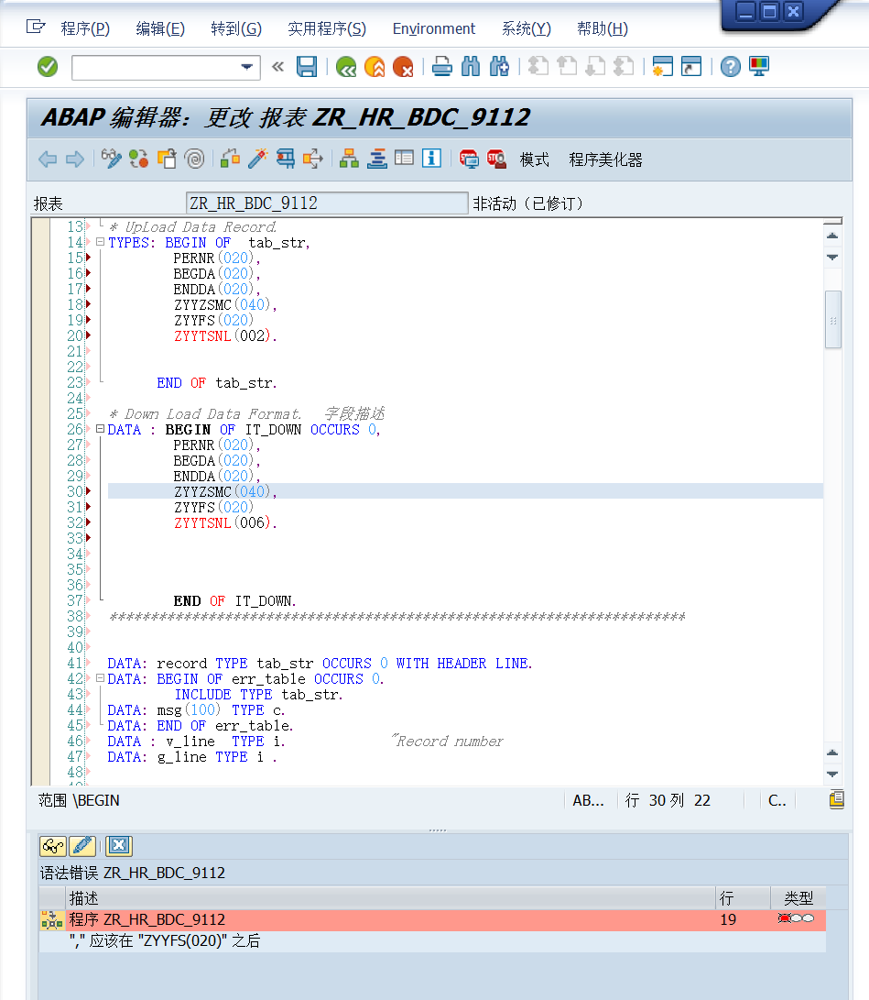 程序(P) 编辑(E) 转到(G) 实用程序(S) Environment 系统(Y) 帮助(H)
ABAP 编辑器：更改 报表 ZR_HR_BDC_9112
模式 程序美化器
报表 ZR_HR_BDC_9112 非活动（已修订）
13 * UpLoad Data Record.
14 TYPES: BEGIN OF tab_str,
15 PERNR(020),
16 BEGDA(020),
17 ENDDA(020),
18 ZYYZSMC(040),
19 ZYYFS(020)
20 ZYYTSNL(002).
21
22
23 END OF tab_str.
24
25 * Down Load Data Format. 字段描述
26 DATA : BEGIN OF IT_DOWN OCCURS 0,
27 PERNR(020),
28 BEGDA(020),
29 ENDDA(020),
30 ZYYZSMC(040),
31 ZYYFS(020)
32 ZYYTSNL(006).
33
34
35
36
37 END OF IT_DOWN.
38 **********************************************************************
39
40
41 DATA: record TYPE tab_str OCCURS 0 WITH HEADER LINE.
42 DATA: BEGIN OF err_table OCCURS 0.
43 INCLUDE TYPE tab_str.
44 DATA: msg(100) TYPE c.
45 DATA: END OF err_table.
46 DATA : v_line TYPE i. "Record number
47 DATA: g_line TYPE i .
48
范围 \BEGIN AB... 行 30 列 22 C..
语法错误 ZR_HR_BDC_9112
描述 行 类型
程序 ZR_HR_BDC_9112 19
"," 应该在 "ZYYFS(020)" 之后